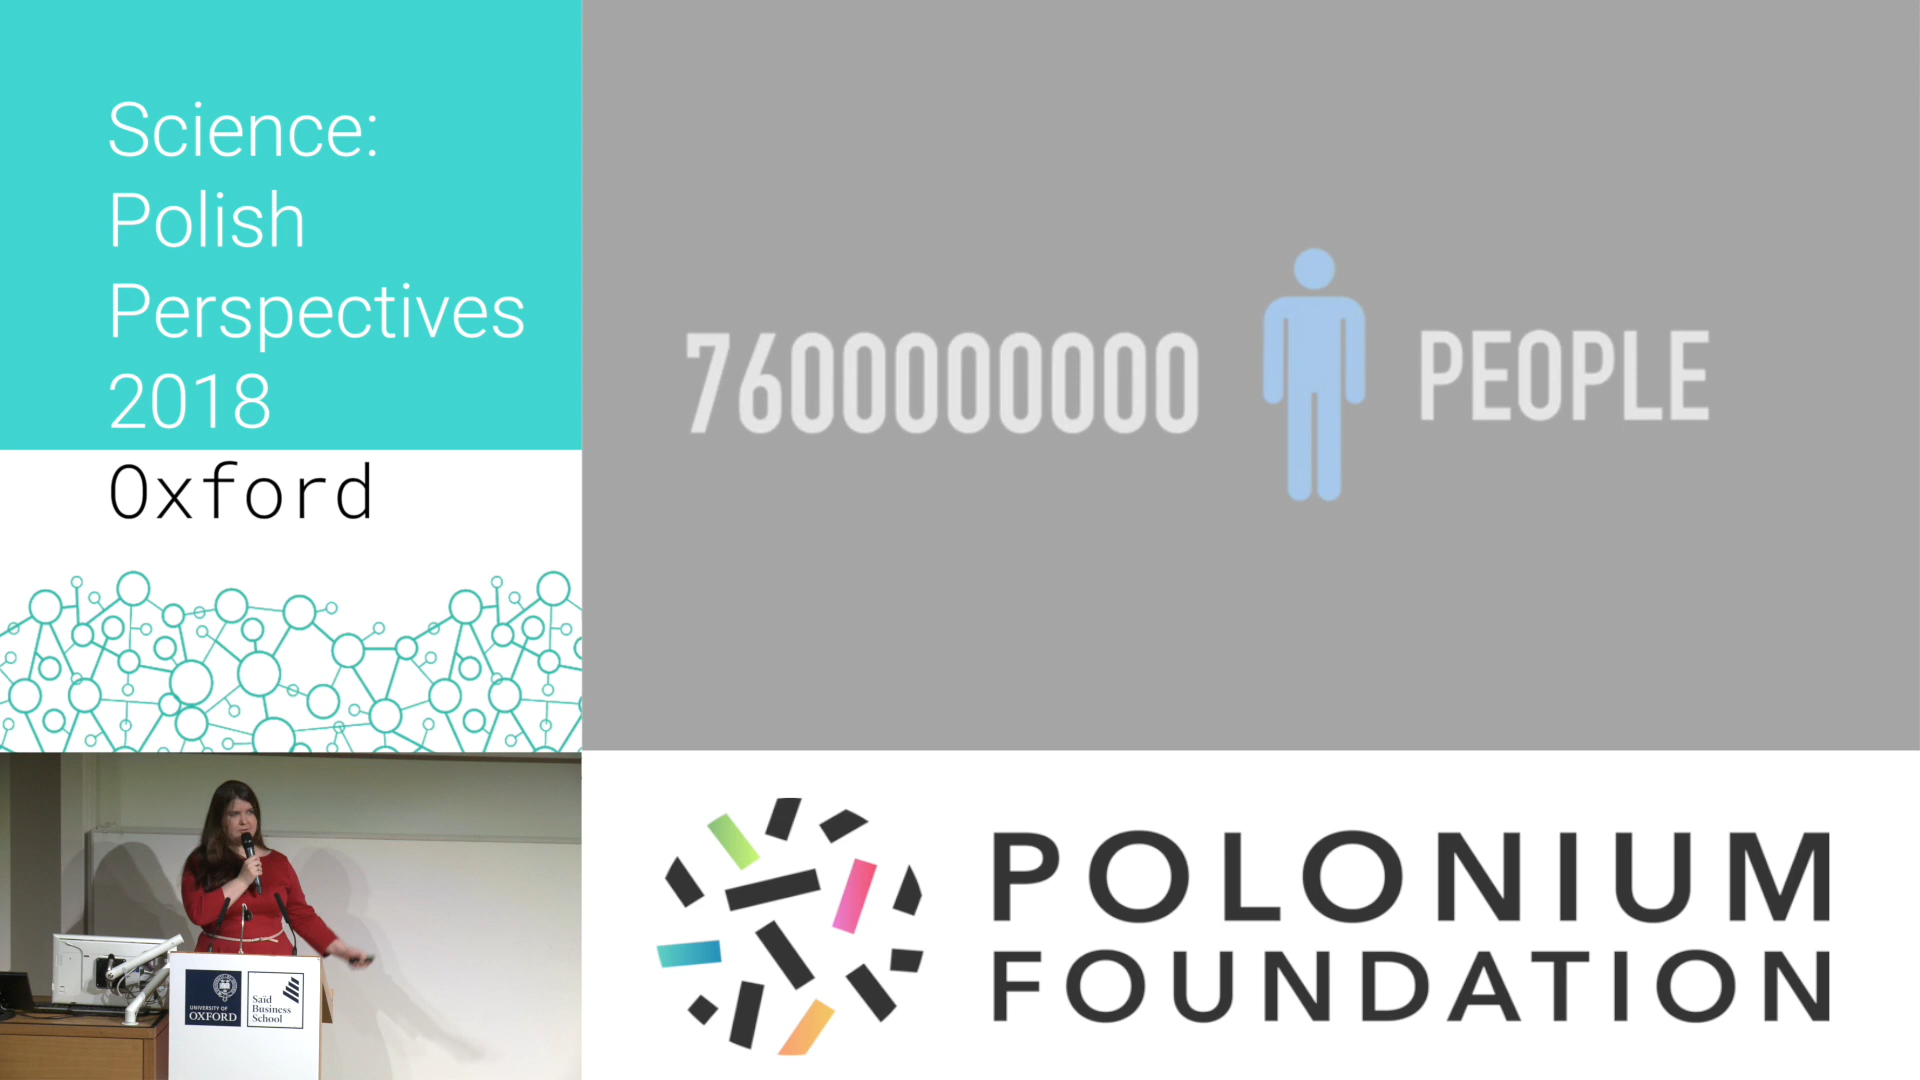 Science:
Polish
Perspectives
2018
Oxford
7600000000 PEOPLE
UNIVERSITY OF
OXFORD
Saïd
Business
School
POLONIUM
FOUNDATION